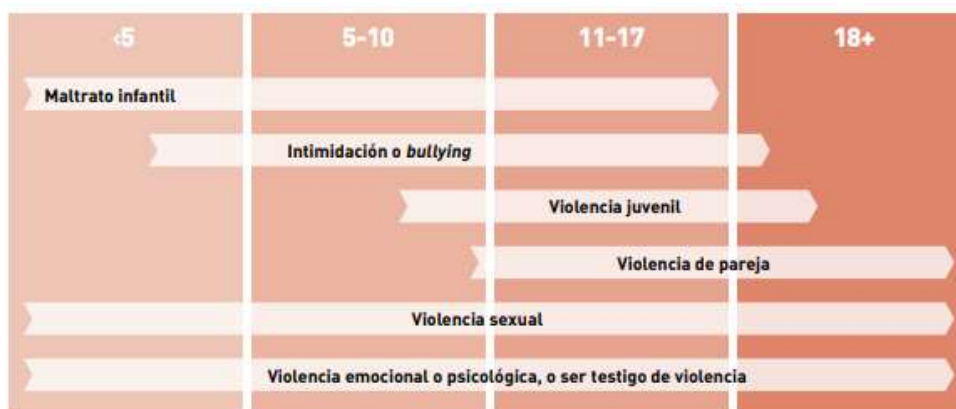 <5 5-10 11-17 18+
Maltrato infantil
Intimidación o bullying
Violencia juvenil
Violencia de pareja
Violencia sexual
Violencia emocional o psicológica, o ser testigo de violencia